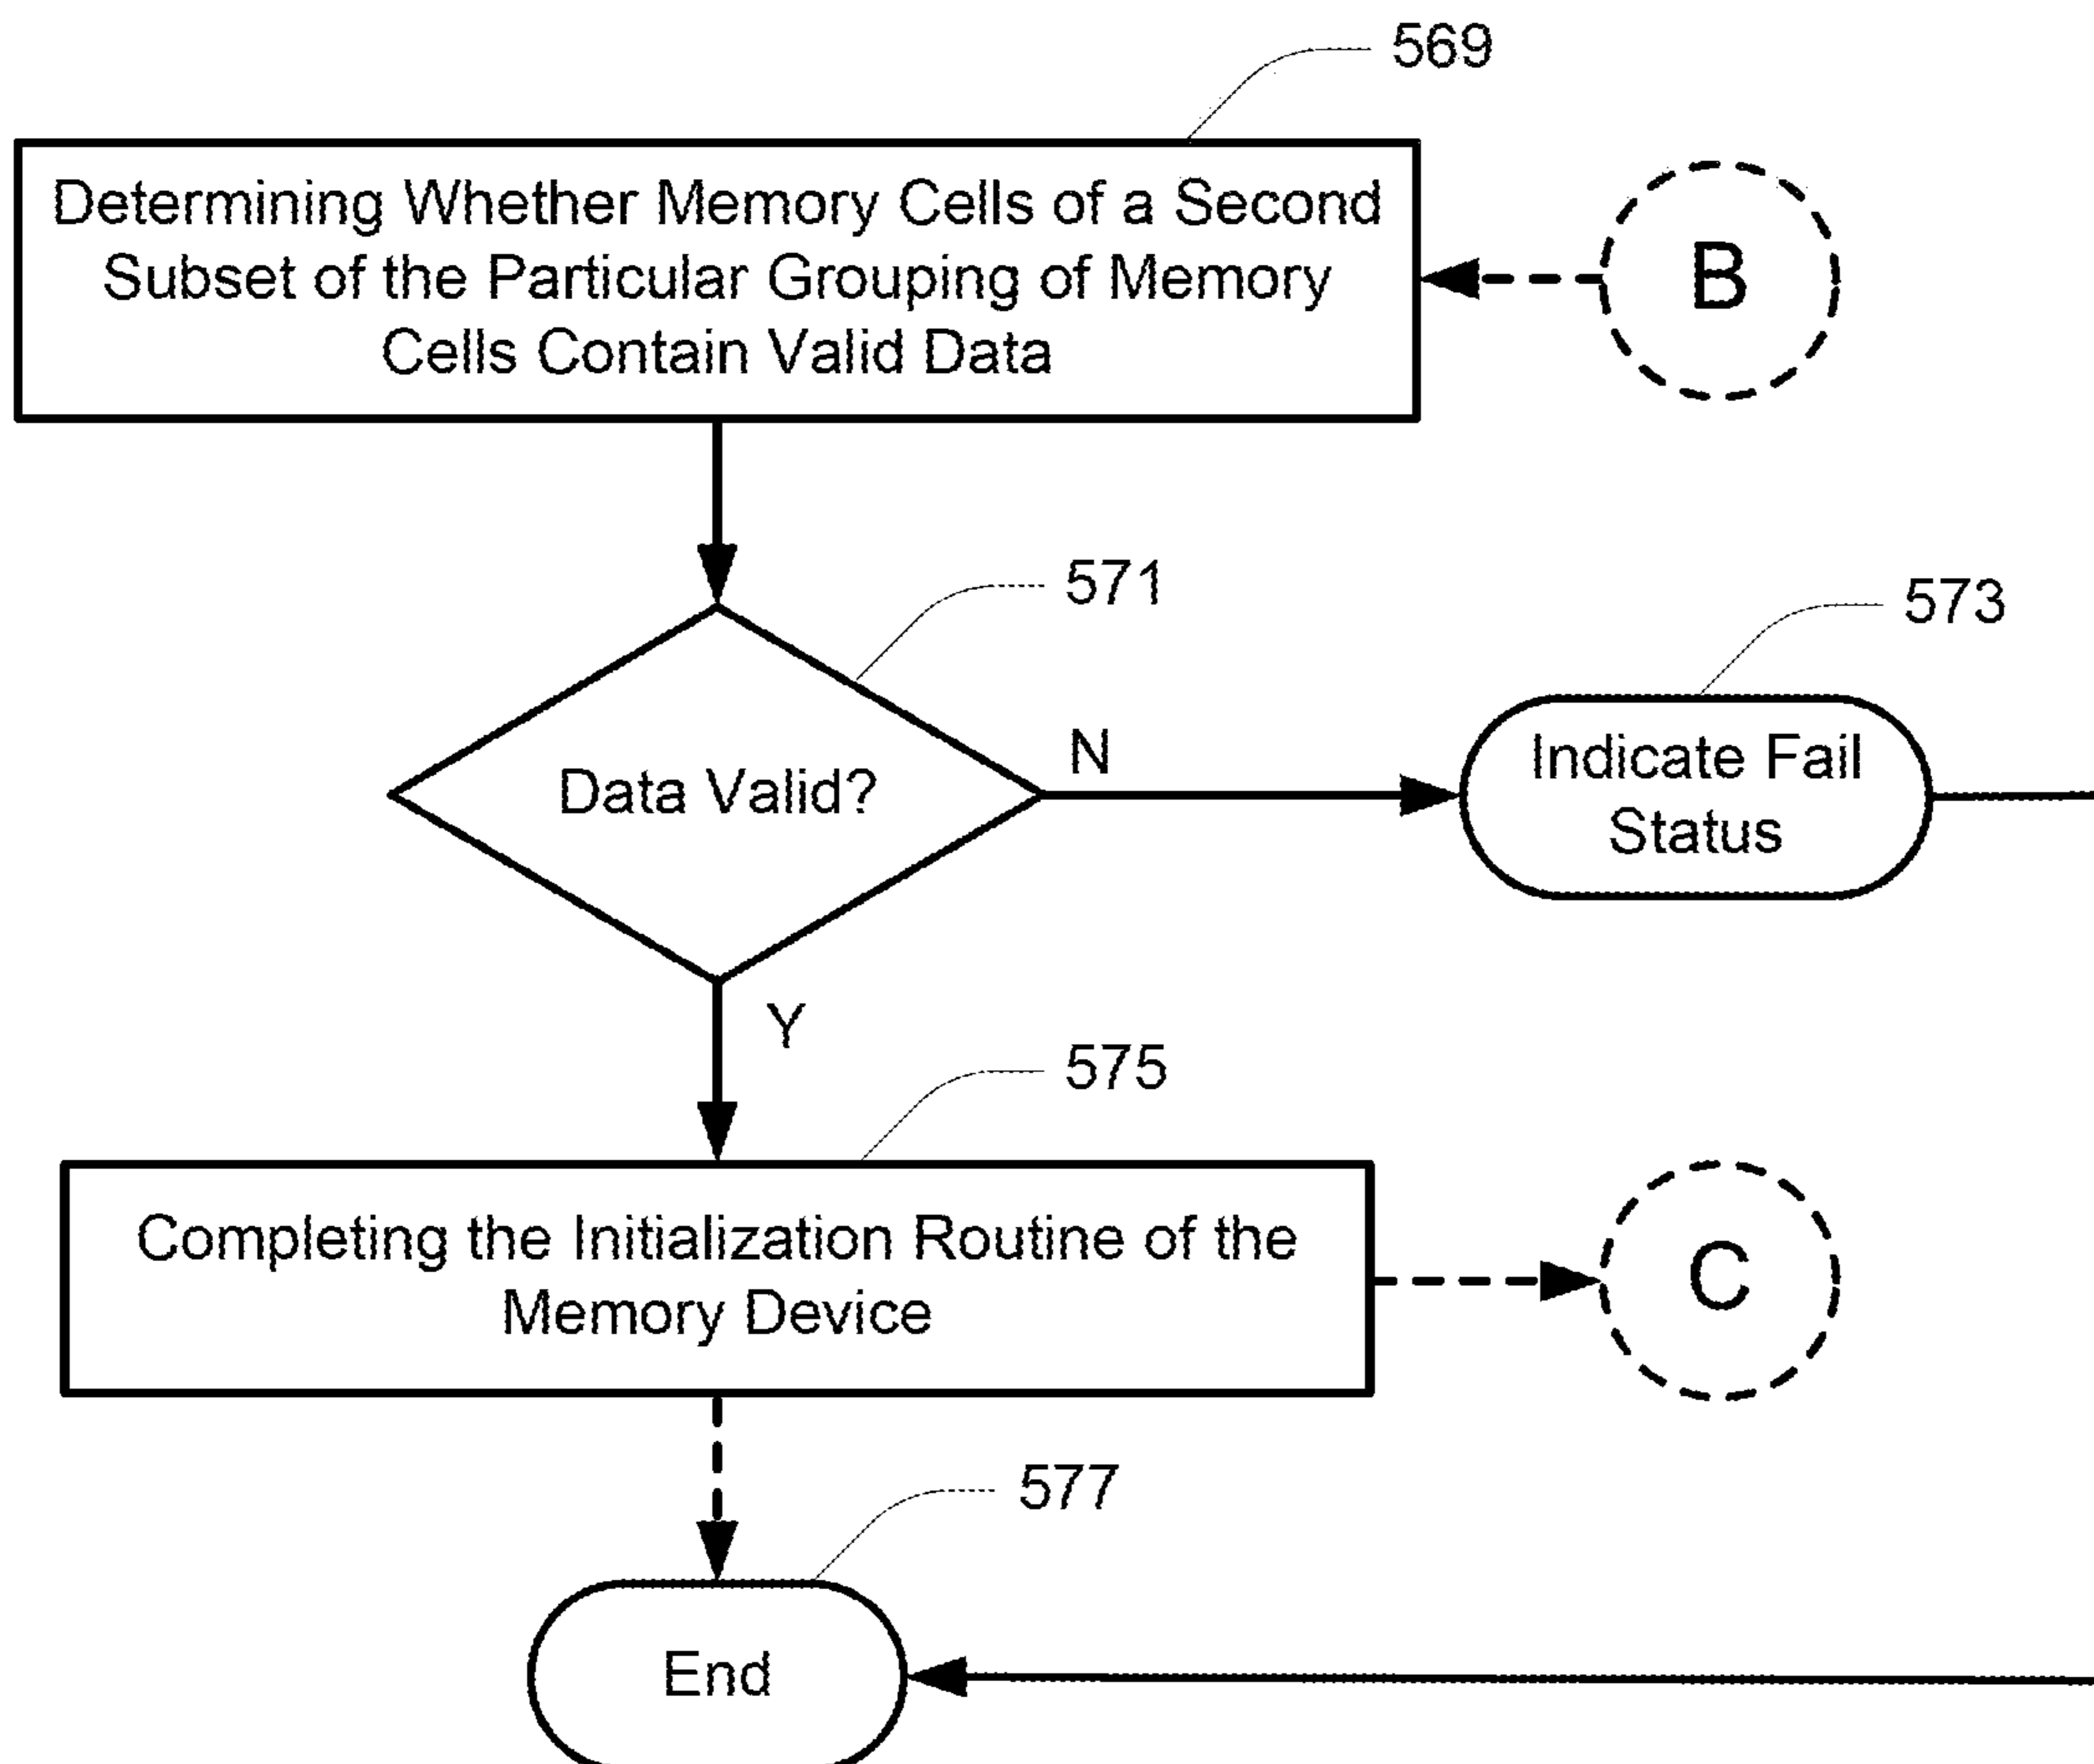 569
Determining Whether Memory Cells of a Second
Subset of the Particular Grouping of Memory
Cells Contain Valid Data
B
571
573
Data Valid?
N
Indicate Fail
Status
Y
575
Completing the Initialization Routine of the
Memory Device
C
577
End